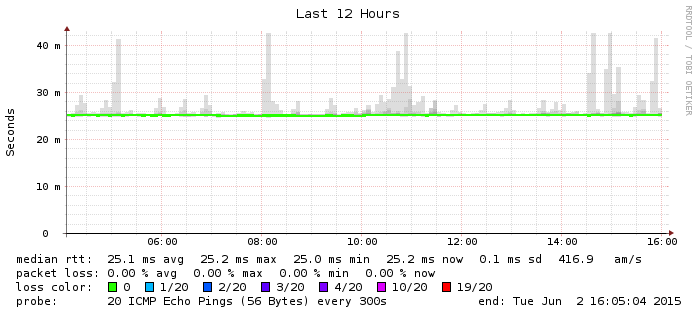 Last 12 Hours
RRDTOOL / TOBI OETIKER
Seconds
40 m
30 m
20 m
10 m
0
06:00 08:00 10:00 12:00 14:00 16:00
median rtt: 25.1 ms avg 25.2 ms max 25.0 ms min 25.2 ms now 0.1 ms sd 416.9 am/s
packet loss: 0.00 % avg 0.00 % max 0.00 % min 0.00 % now
loss color: 0 1/20 2/20 3/20 4/20 10/20 19/20
probe: 20 ICMP Echo Pings (56 Bytes) every 300s end: Tue Jun 2 16:05:04 2015